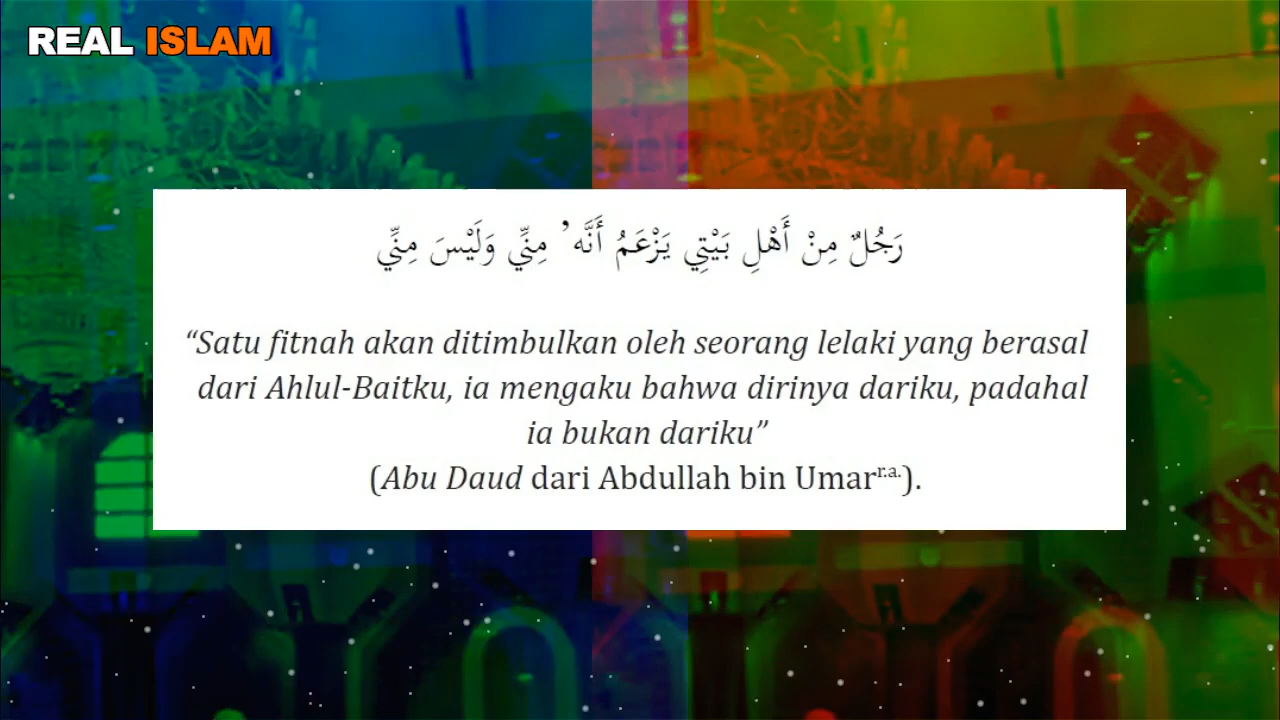 REAL ISLAM
رَجُلٌ مِنْ أَهْلِ بَيْتِي يَزْعَمُ أَنَّه’ مِنِّي وَلَيْسَ مِنِّي
“Satu fitnah akan ditimbulkan oleh seorang lelaki yang berasal
dari Ahlul-Baitku, ia mengaku bahwa dirinya dariku, padahal
ia bukan dariku”
(Abu Daud dari Abdullah bin Umarr.a.).